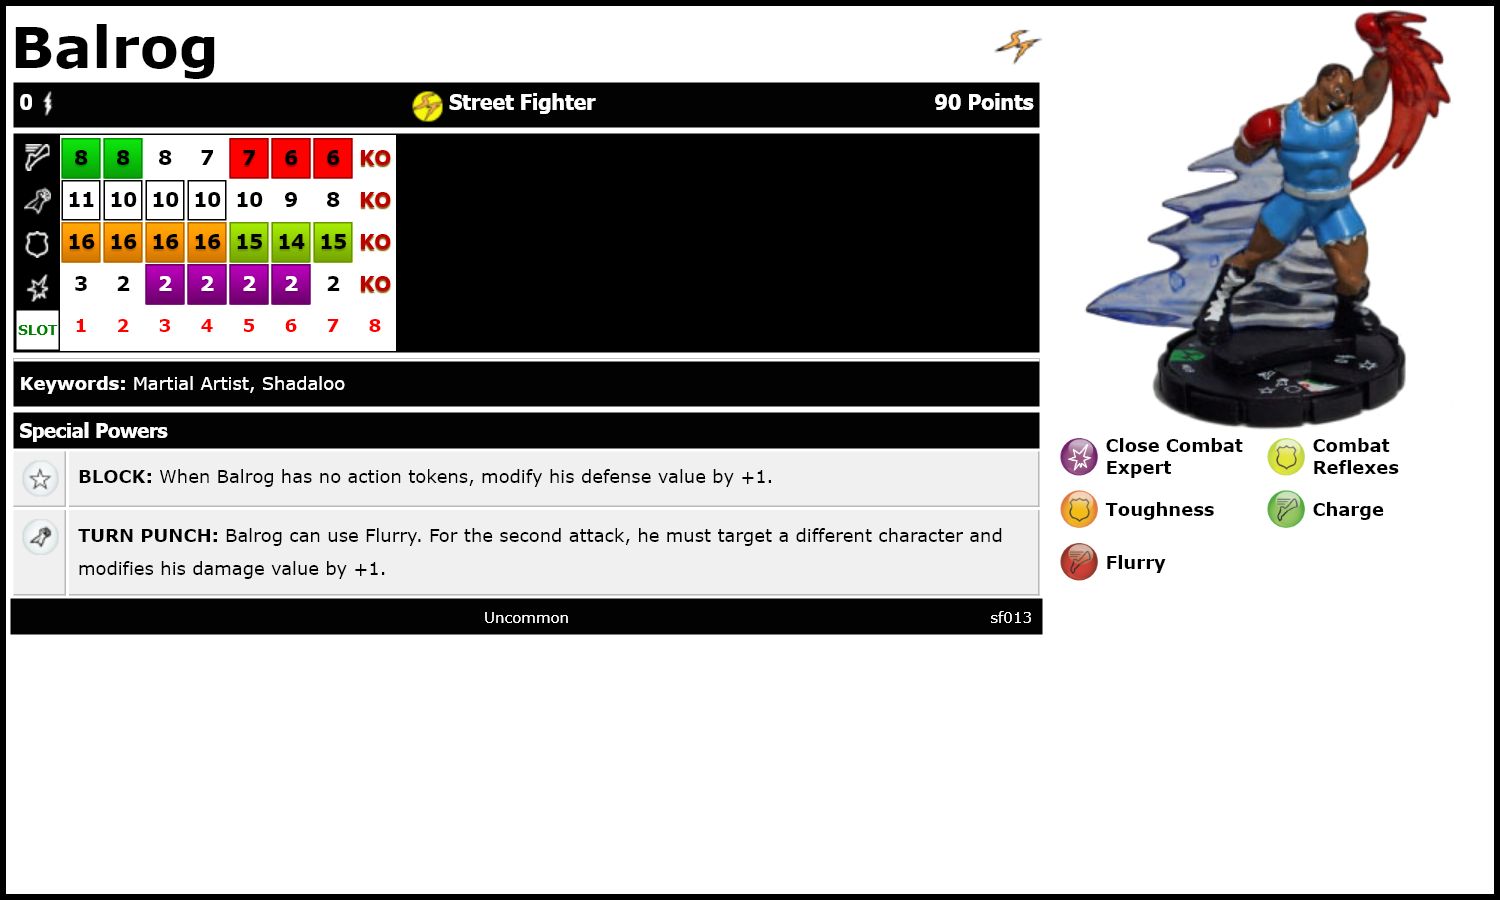 Balrog
0 Street Fighter 90 Points
8 8 8 7 7 6 6 KO
11 10 10 10 10 9 8 KO
16 16 16 16 15 14 15 KO
3 2 2 2 2 2 2 KO
SLOT 1 2 3 4 5 6 7 8
Keywords: Martial Artist, Shadaloo
Special Powers
BLOCK: When Balrog has no action tokens, modify his defense value by +1.
TURN PUNCH: Balrog can use Flurry. For the second attack, he must target a different character and
modifies his damage value by +1.
Uncommon sf013
Close Combat
Expert
Combat
Reflexes
Toughness
Charge
Flurry